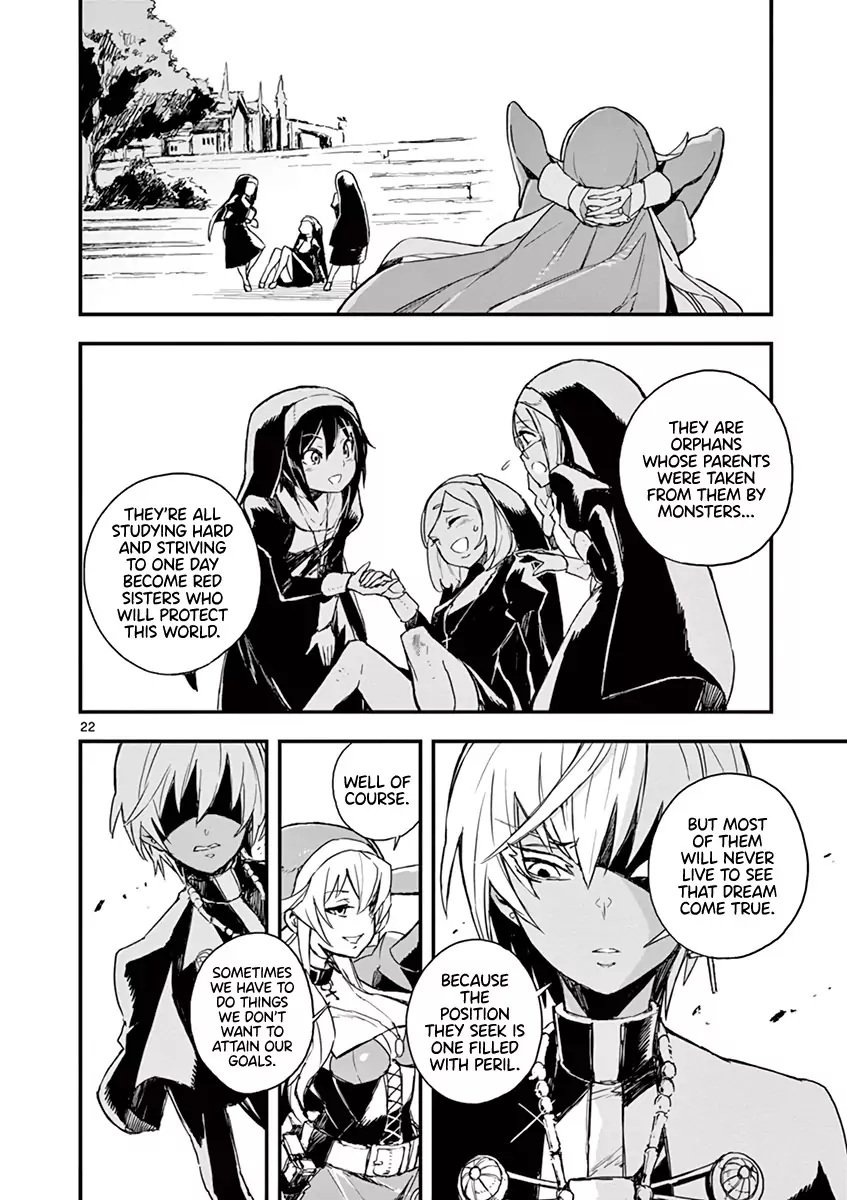 THEY ARE
ORPHANS
WHOSE PARENTS
WERE TAKEN
FROM THEM BY
MONSTERS...
THEY'RE ALL
STUDYING HARD
AND STRIVING
TO ONE DAY
BECOME RED
SISTERS WHO
WILL PROTECT
THIS WORLD.
22
BUT MOST
OF THEM
WILL NEVER
LIVE TO SEE
THAT DREAM
COME TRUE.
BECAUSE
THE
POSITION
THEY SEEK IS
ONE FILLED
WITH PERIL.
WELL OF
COURSE.
SOMETIMES
WE HAVE TO
DO THINGS
WE DON'T
WANT TO
ATTAIN OUR
GOALS.